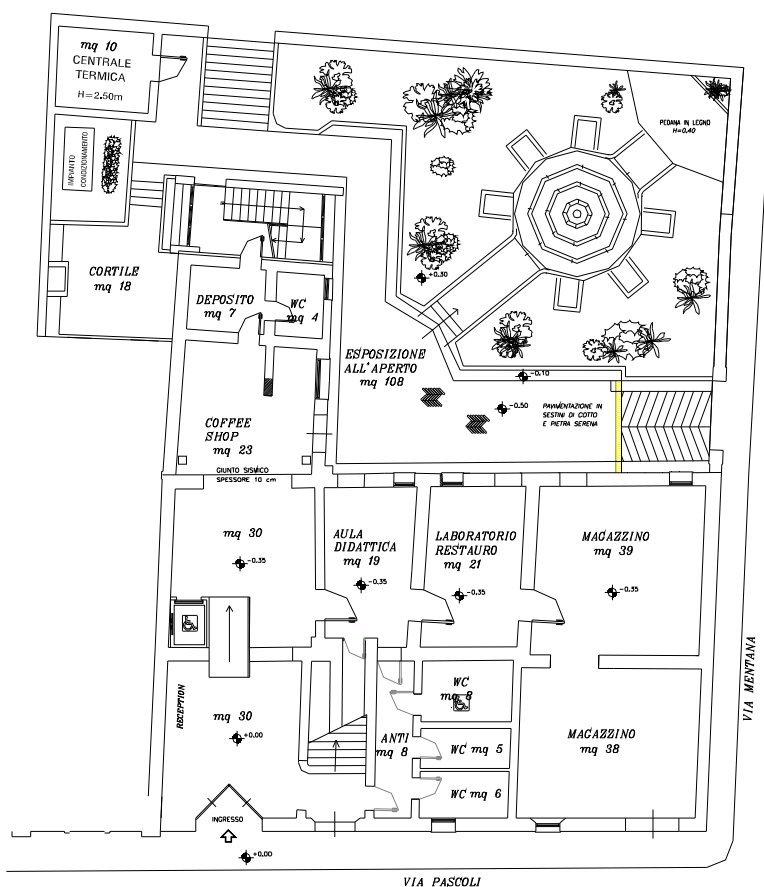 mq 10
CENTRALE
TERMICA
H=2.50m
IMPIANTO
CONDIZIONAMENTO
PEDANA IN LEGNO
H=0.40
CORTILE
mq 18
DEPOSITO
mq 7
WC
mq 4
+0.30
ESPOSIZIONE
ALL'APERTO
mq 108
-0.10
-0.50
PAVIMENTAZIONE IN
SESTINI DI COTTO
E PIETRA SERENA
COFFEE
SHOP
mq 23
GIUNTO SISMICO
SPESSORE 10 cm
mq 30
-0.35
AULA
DIDATTICA
mq 19
-0.35
LABORATORIO
RESTAURO
mq 21
-0.35
MAGAZZINO
mq 39
-0.35
VIA MENTANA
RECEPTION
mq 30
+0.00
WC
mq 8
ANTI
mq 8
WC mq 5
WC mq 6
MAGAZZINO
mq 38
INGRESSO
+0.00
VIA PASCOLI